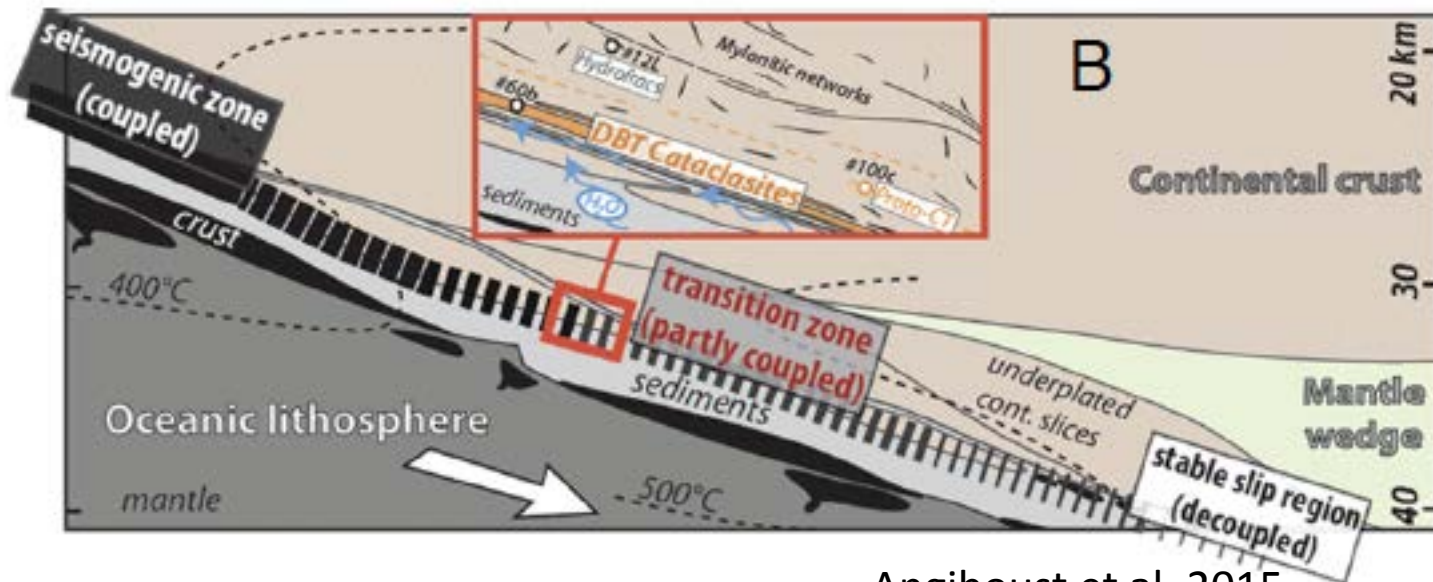 seismogenic zone
(coupled)
#12L
Hydrofracs
Mylonitic networks
#60b
DBT Cataclasites
#100c
Proto-CT
sediments
H₂O
B
20 km
Continental crust
crust
400°C
30
transition zone
(partly coupled)
sediments
underplated
cont. slices
Mantle
wedge
Oceanic lithosphere
mantle
500°C
stable slip region
(decoupled)
40
Angiboust et al. 2015